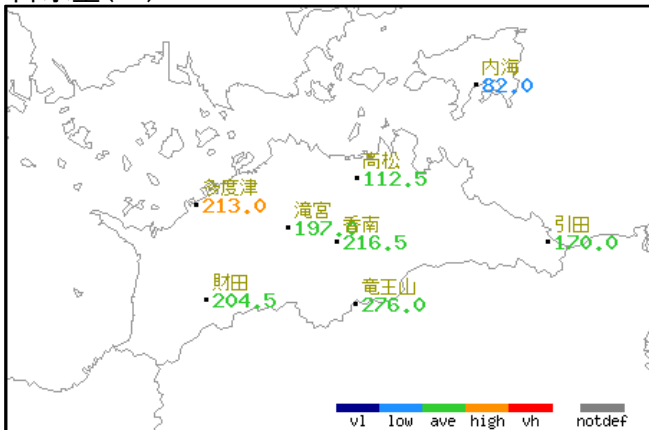 内海
82.0
高松
112.5
多度津
213.0
滝宮
197.
香南
216.5
引田
170.0
財田
204.5
竜王山
276.0
vl low ave high vh notdef